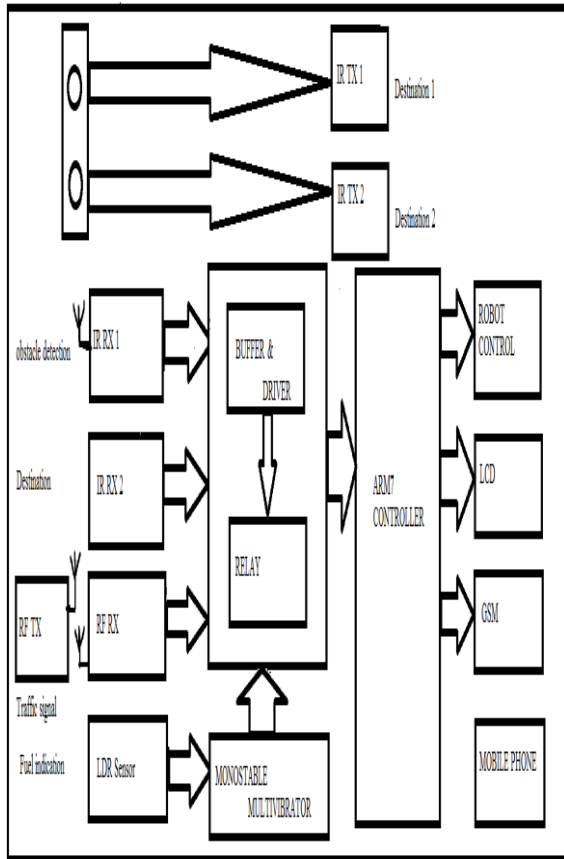 IR TX 1
Destination 1
IR TX 2
Destination 2
obstacle detection
IR RX 1
BUFFER &
DRIVER
ROBOT
CONTROL
Destination
IR RX 2
ARM7
CONTROLLER
LCD
RELAY
RF TX
RF RX
GSM
Traffic signal
Fuel indication
LDR Sensor
MONOSTABLE
MULTIVIBRATOR
MOBILE PHONE